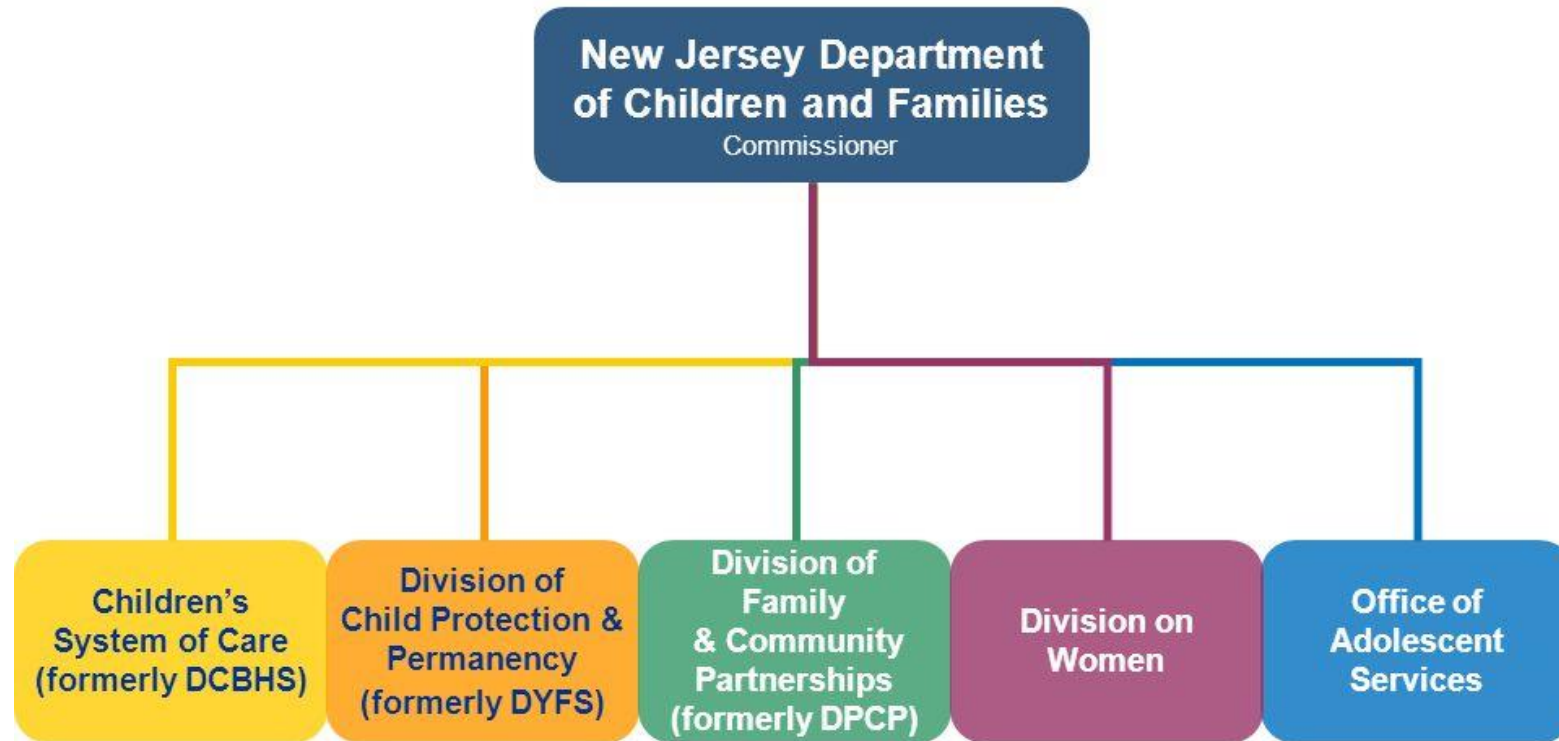 New Jersey Department
of Children and Families
Commissioner
Children's
System of Care
(formerly DCBHS)
Division of
Child Protection &
Permanency
(formerly DYFS)
Division of
Family
& Community
Partnerships
(formerly DPCP)
Division on
Women
Office of
Adolescent
Services